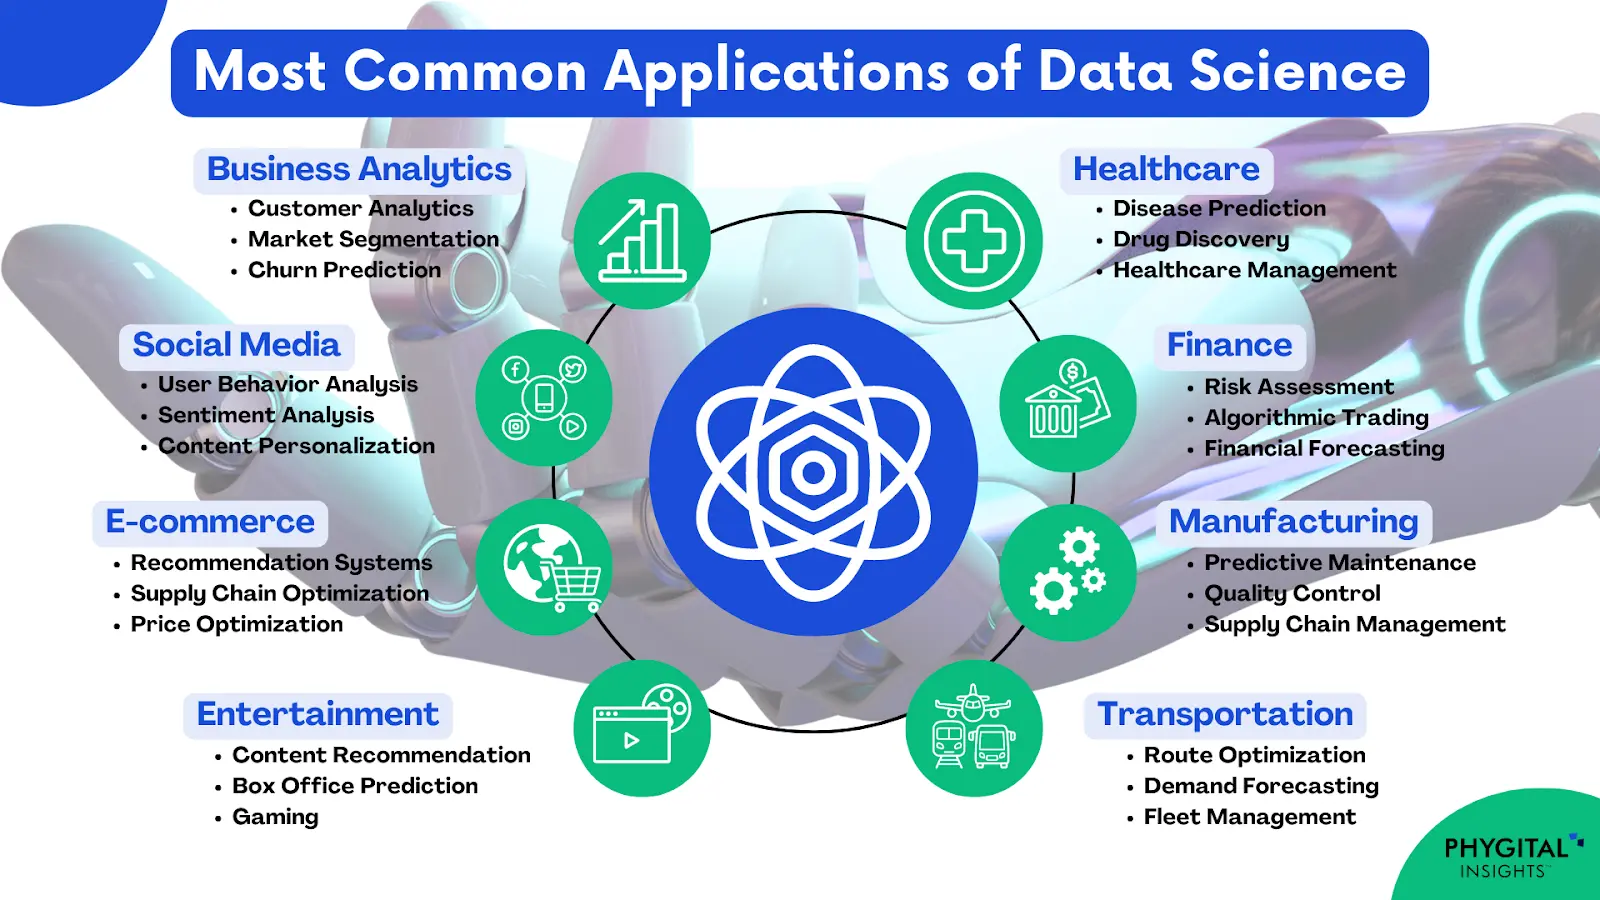 Most Common Applications of Data Science
Business Analytics
• Customer Analytics
• Market Segmentation
• Churn Prediction
Social Media
• User Behavior Analysis
• Sentiment Analysis
• Content Personalization
E-commerce
• Recommendation Systems
• Supply Chain Optimization
• Price Optimization
Entertainment
• Content Recommendation
• Box Office Prediction
• Gaming
Healthcare
• Disease Prediction
• Drug Discovery
• Healthcare Management
Finance
• Risk Assessment
• Algorithmic Trading
• Financial Forecasting
Manufacturing
• Predictive Maintenance
• Quality Control
• Supply Chain Management
Transportation
• Route Optimization
• Demand Forecasting
• Fleet Management
PHYGITAL
INSIGHTS™